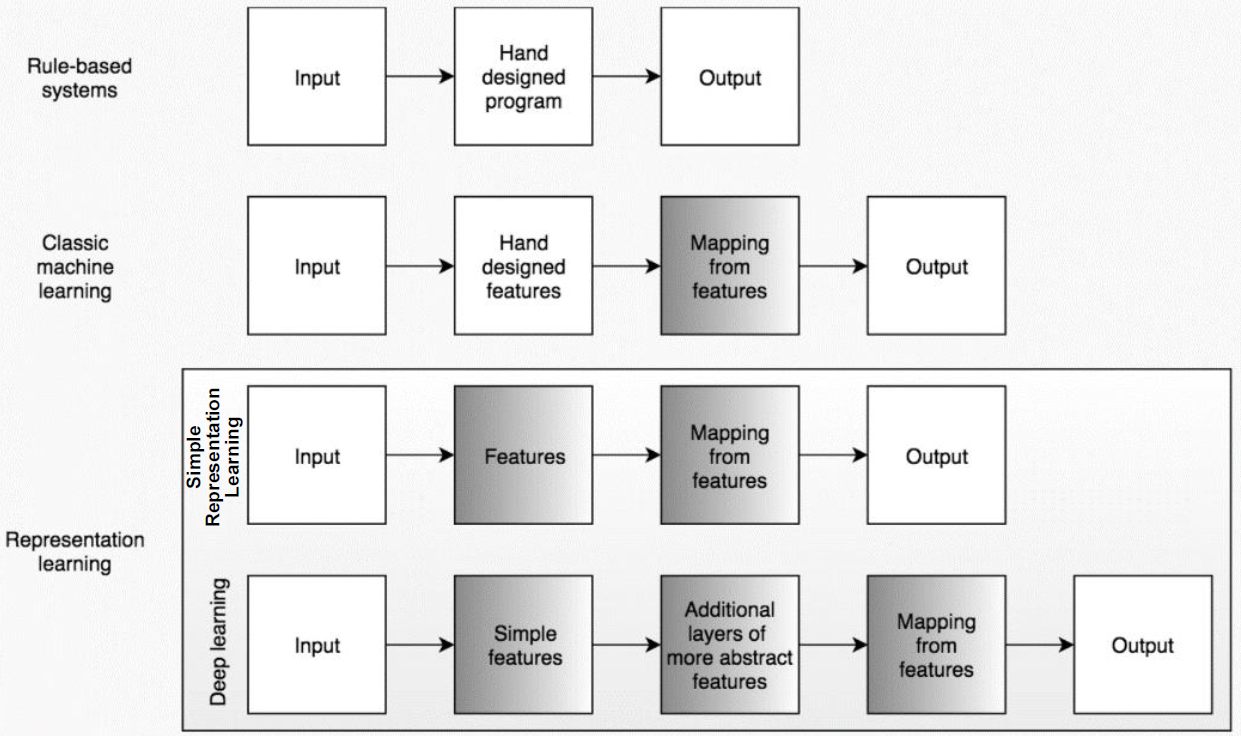 Rule-based
systems
Input
Hand
designed
program
Output
Classic
machine
learning
Input
Hand
designed
features
Mapping
from
features
Output
Representation
learning
Simple
Representation
Learning
Input
Features
Mapping
from
features
Output
Deep learning
Input
Simple
features
Additional
layers of
more abstract
features
Mapping
from
features
Output